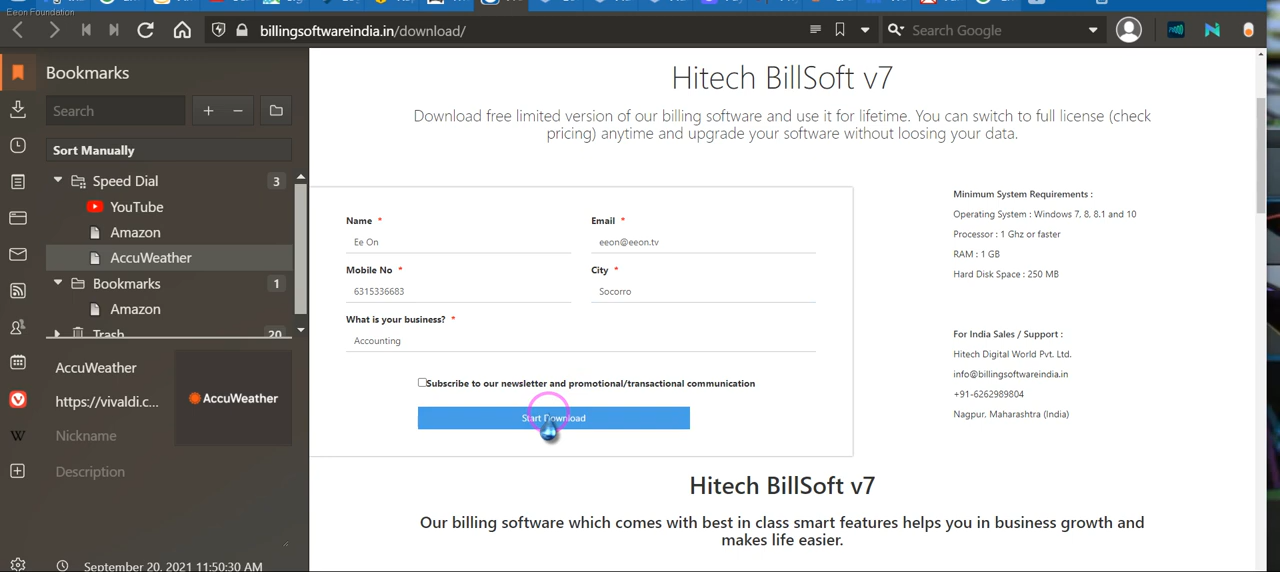 Eeon Foundation
billingsoftwareindia.in/download/
Search Google
Bookmarks
Search
Sort Manually
Speed Dial 3
YouTube
Amazon
AccuWeather
Bookmarks 1
Amazon
Trash 20
AccuWeather
https://vivaldi.c...
AccuWeather
Nickname
Description
September 20, 2021 11:50:30 AM
Hitech BillSoft v7
Download free limited version of our billing software and use it for lifetime. You can switch to full license (check
pricing) anytime and upgrade your software without loosing your data.
Name *
Ee On
Email *
eeon@eeon.tv
Mobile No *
6315336683
City *
Socorro
What is your business? *
Accounting
Subscribe to our newsletter and promotional/transactional communication
Start Download
Minimum System Requirements :
Operating System : Windows 7, 8, 8.1 and 10
Processor : 1 Ghz or faster
RAM : 1 GB
Hard Disk Space : 250 MB
For India Sales / Support :
Hitech Digital World Pvt. Ltd.
info@billingsoftwareindia.in
+91-6262989804
Nagpur, Maharashtra (India)
Hitech BillSoft v7
Our billing software which comes with best in class smart features helps you in business growth and
makes life easier.